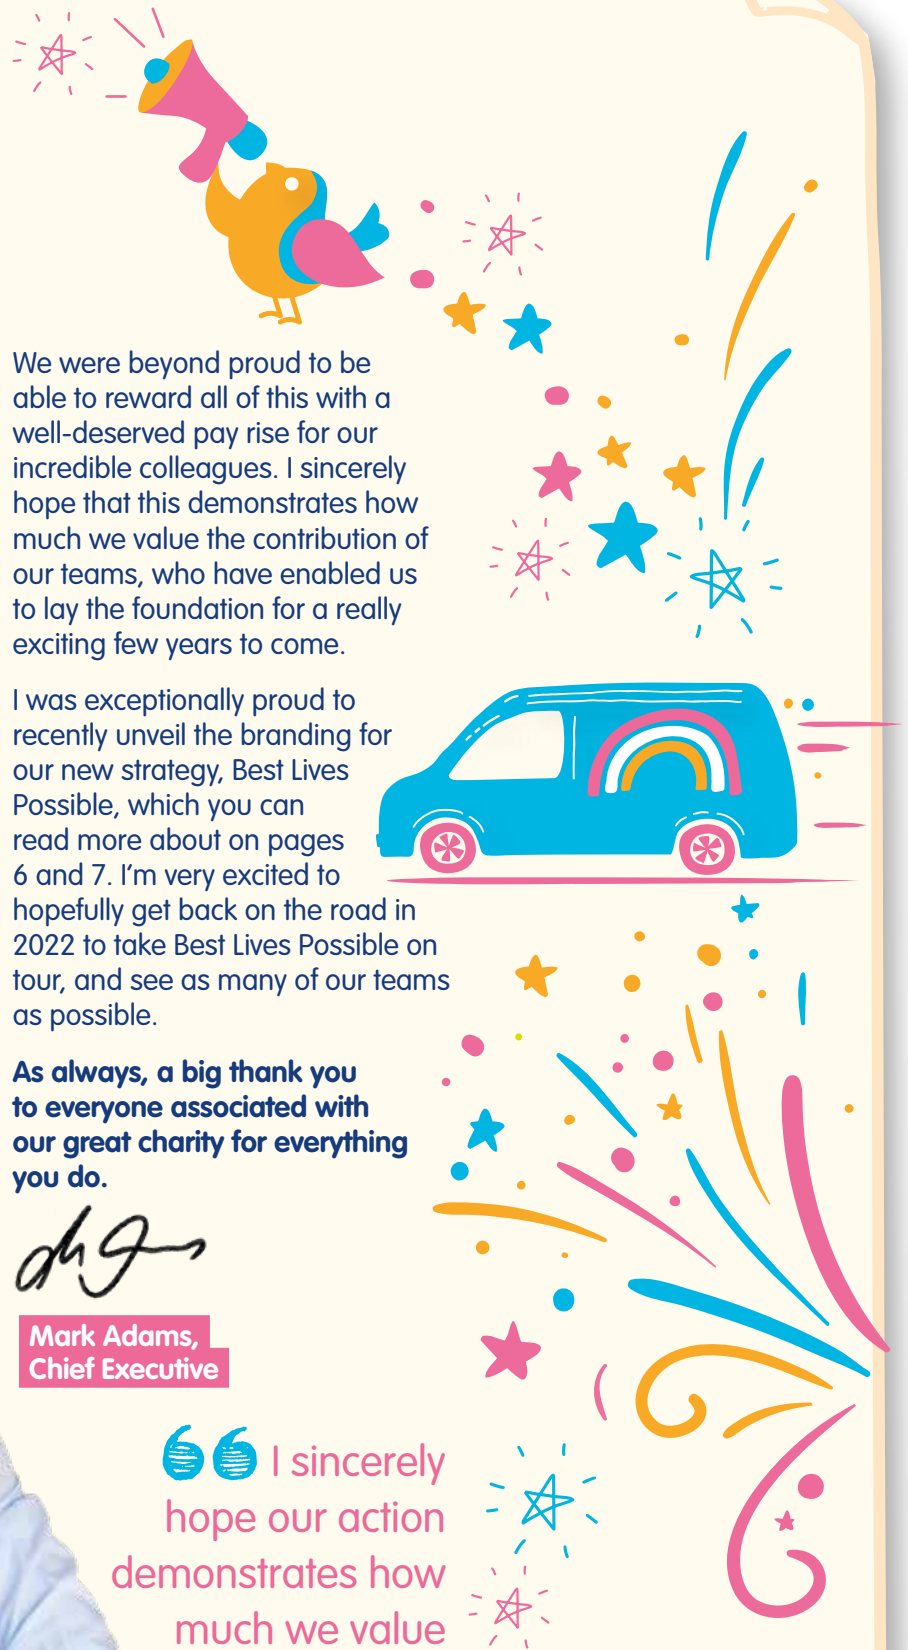 We were beyond proud to be
able to reward all of this with a
well-deserved pay rise for our
incredible colleagues. I sincerely
hope that this demonstrates how
much we value the contribution of
our teams, who have enabled us
to lay the foundation for a really
exciting few years to come.
I was exceptionally proud to
recently unveil the branding for
our new strategy, Best Lives
Possible, which you can
read more about on pages
6 and 7. I’m very excited to
hopefully get back on the road in
2022 to take Best Lives Possible on
tour, and see as many of our teams
as possible.
As always, a big thank you
to everyone associated with
our great charity for everything
you do.
Mark Adams,
Chief Executive
“ I sincerely
hope our action
demonstrates how
much we value